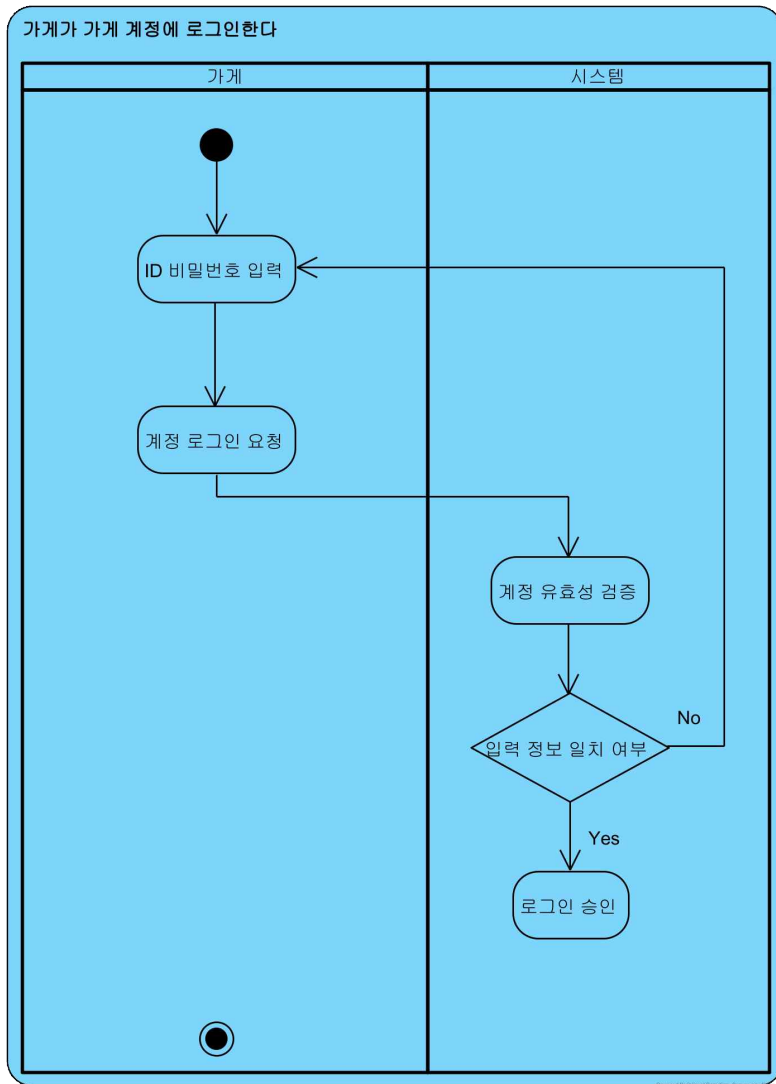 가게가 가게 계정에 로그인한다
가게
시스템
ID 비밀번호 입력
계정 로그인 요청
계정 유효성 검증
입력 정보 일치 여부
No
Yes
로그인 승인